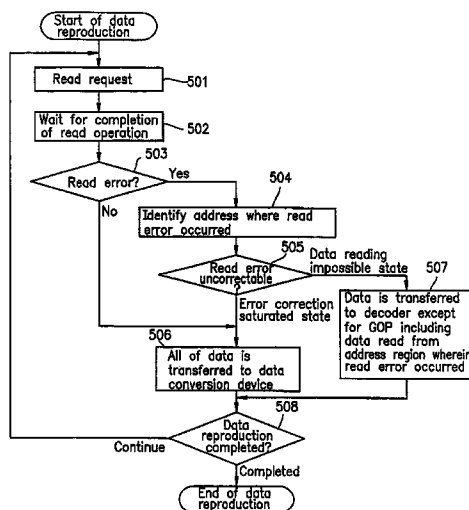 Start of data
reproduction
Read request
501
Wait for completion
of read operation
502
503
Read error?
Yes
No
504
Identify address where read
error occurred
505
Read error
uncorrectable
?
Data reading
impossible state
507
Error correction
saturated state
Data is transferred
to decoder except
for GOP including
data read from
address region wherein
read error occurred
506
All of data is
transferred to data
conversion device
508
Data
reproduction
completed?
Continue
Completed
End of data
reproduction